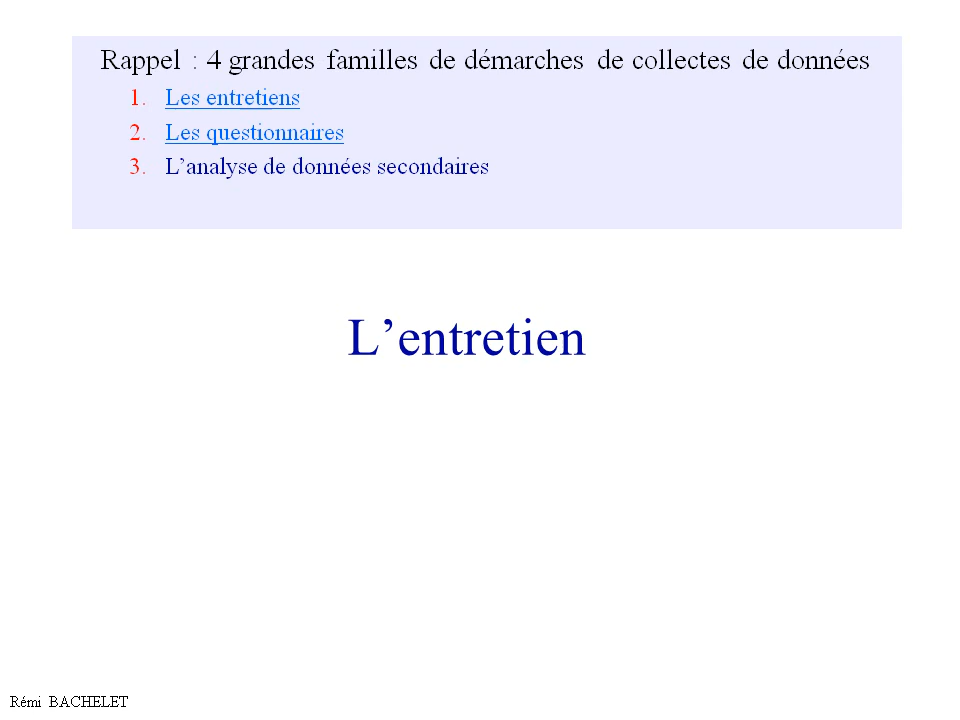 Rappel : 4 grandes familles de démarches de collectes de données
1. Les entretiens
2. Les questionnaires
3. L’analyse de données secondaires
L’entretien
Rémi BACHELET